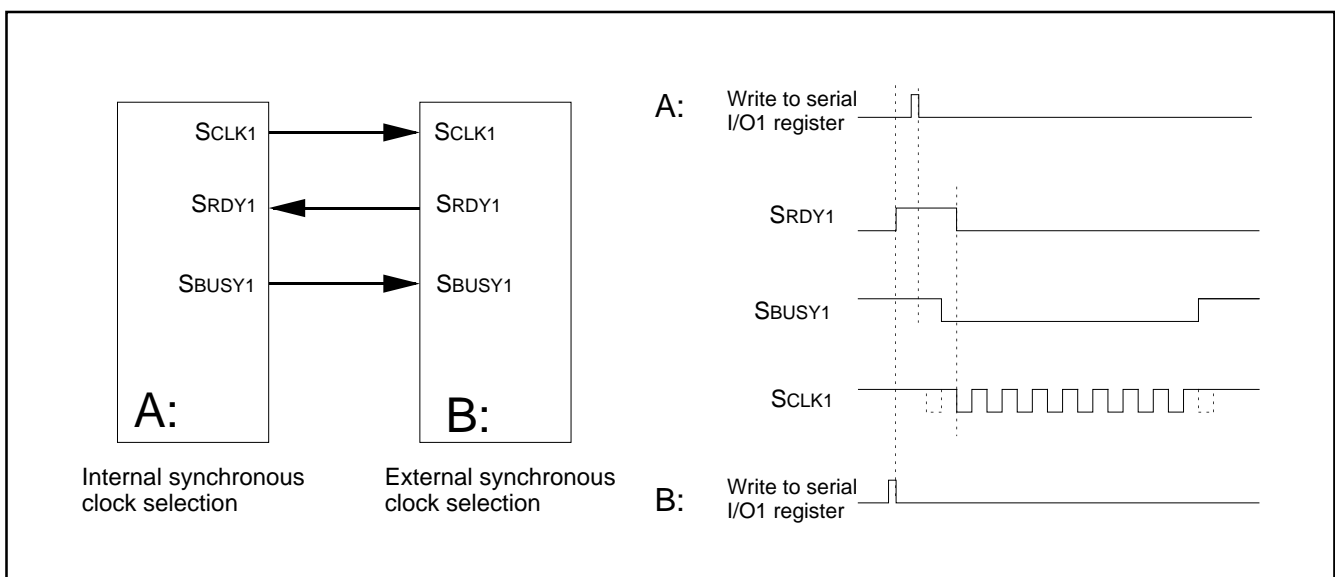 SCLK1
SRDY1
SBUSY1
A:
Internal synchronous
clock selection
SCLK1
SRDY1
SBUSY1
B:
External synchronous
clock selection
A:
Write to serial
I/O1 register
SRDY1
SBUSY1
SCLK1
B:
Write to serial
I/O1 register